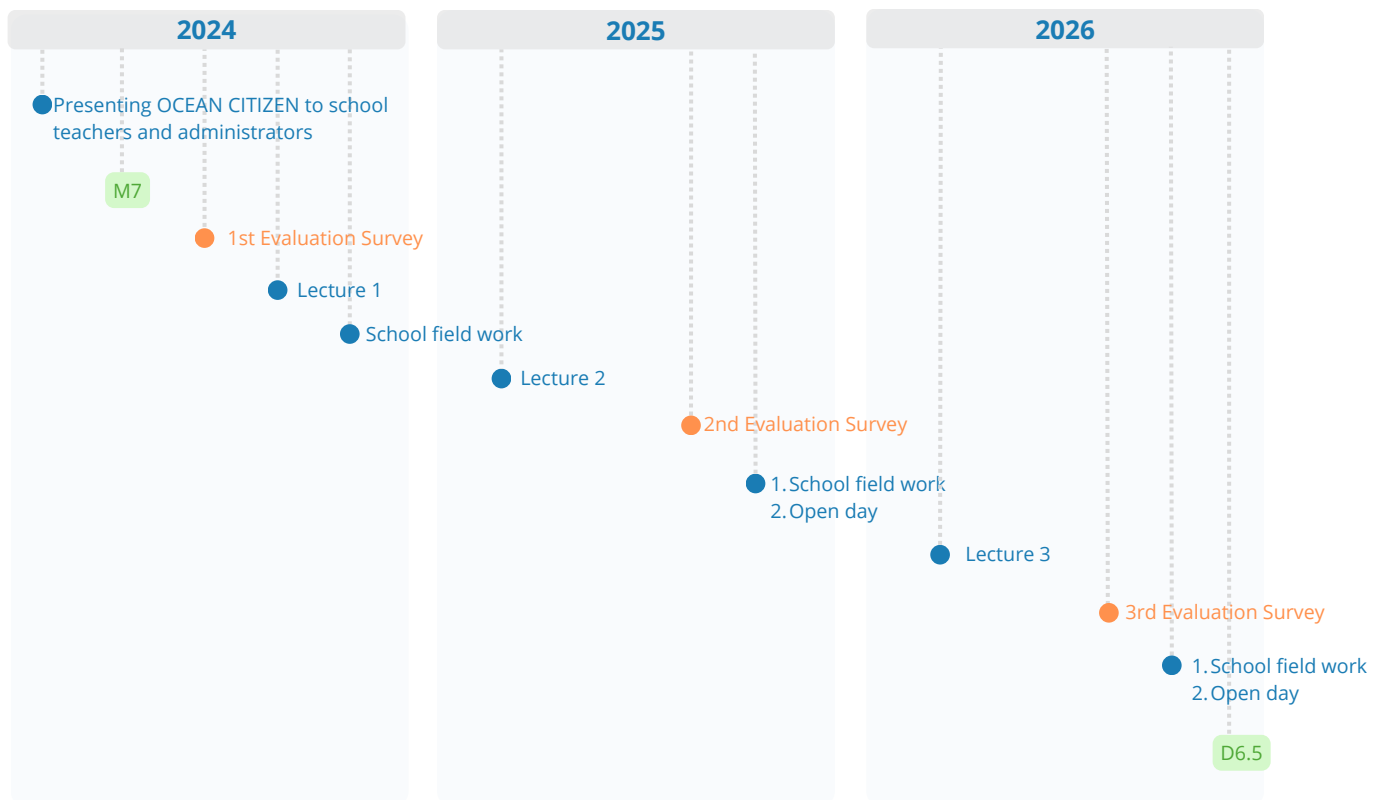 2024
2025
2026
Presenting OCEAN CITIZEN to school
teachers and administrators
M7
1st Evaluation Survey
Lecture 1
School field work
Lecture 2
2nd Evaluation Survey
1. School field work
2. Open day
Lecture 3
3rd Evaluation Survey
1. School field work
2. Open day
D6.5